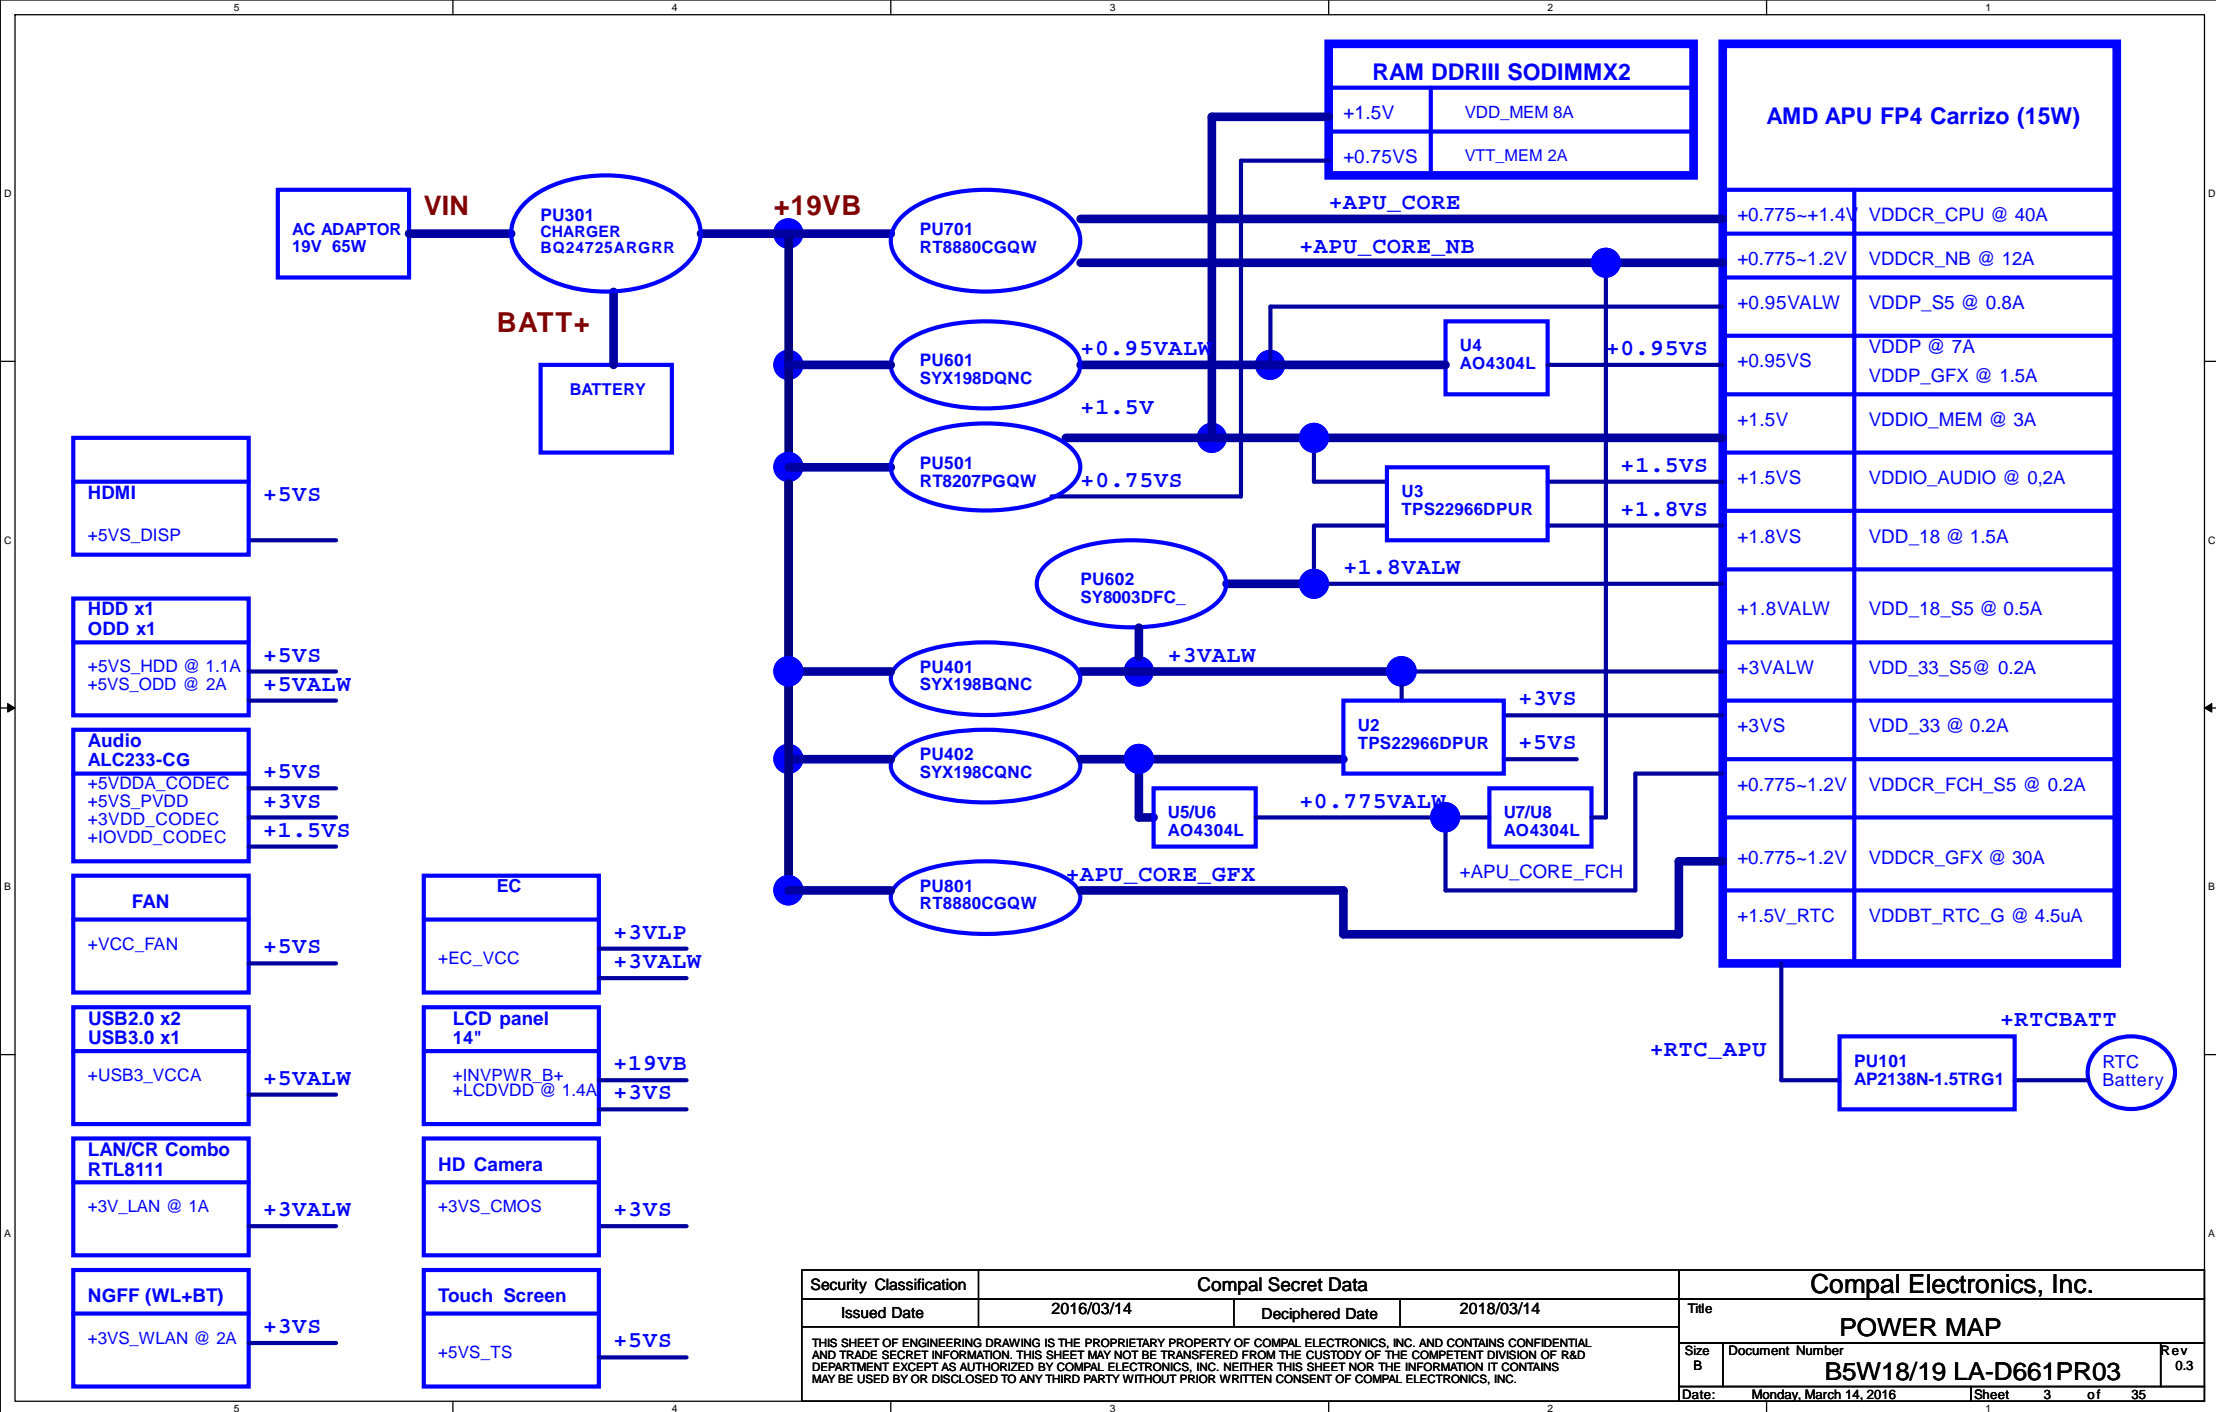 5 4 3 2 1
RAM DDRIII SODIMMX2
+1.5V VDD_MEM 8A
+0.75VS VTT_MEM 2A
AMD APU FP4 Carrizo (15W)
+0.775~+1.4V VDDCR_CPU @ 40A
+0.775~1.2V VDDCR_NB @ 12A
+0.95VALW VDDP_S5 @ 0.8A
+0.95VS VDDP @ 7A
VDDP_GFX @ 1.5A
+1.5V VDDIO_MEM @ 3A
+1.5VS VDDIO_AUDIO @ 0,2A
+1.8VS VDD_18 @ 1.5A
+1.8VALW VDD_18_S5 @ 0.5A
+3VALW VDD_33_S5@ 0.2A
+3VS VDD_33 @ 0.2A
+0.775~1.2V VDDCR_FCH_S5 @ 0.2A
+0.775~1.2V VDDCR_GFX @ 30A
+1.5V_RTC VDDBT_RTC_G @ 4.5uA
D
D
C
C
B
B
A
A
AC ADAPTOR
19V 65W
VIN
PU301
CHARGER
BQ24725ARGRR
BATT+
BATTERY
+19VB
PU701
RT8880CGQW
+APU_CORE
+APU_CORE_NB
PU601
SYX198DQNC
+0.95VALW
U4
AO4304L
+0.95VS
+1.5V
PU501
RT8207PGQW
+0.75VS
U3
TPS22966DPUR
+1.5VS
+1.8VS
PU602
SY8003DFC_
+1.8VALW
PU401
SYX198BQNC
+3VALW
U2
TPS22966DPUR
+3VS
+5VS
PU402
SYX198CQNC
U5/U6
AO4304L
+0.775VALW
U7/U8
AO4304L
+APU_CORE_FCH
PU801
RT8880CGQW
+APU_CORE_GFX
+RTC_APU
PU101
AP2138N-1.5TRG1
+RTCBATT
RTC
Battery
HDMI
+5VS
+5VS_DISP
HDD x1
ODD x1
+5VS_HDD @ 1.1A
+5VS_ODD @ 2A
+5VS
+5VALW
Audio
ALC233-CG
+5VDDA_CODEC
+5VS_PVDD
+3VDD_CODEC
+IOVDD_CODEC
+5VS
+3VS
+1.5VS
FAN
+VCC_FAN
+5VS
USB2.0 x2
USB3.0 x1
+USB3_VCCA
+5VALW
LAN/CR Combo
RTL8111
+3V_LAN @ 1A
+3VALW
NGFF (WL+BT)
+3VS_WLAN @ 2A
+3VS
EC
+EC_VCC
+3VLP
+3VALW
LCD panel
14"
+INVPWR_B+
+LCDVDD @ 1.4A
+19VB
+3VS
HD Camera
+3VS_CMOS
+3VS
Touch Screen
+5VS_TS
+5VS
Security Classification Compal Secret Data
Issued Date 2016/03/14 Deciphered Date 2018/03/14
THIS SHEET OF ENGINEERING DRAWING IS THE PROPRIETARY PROPERTY OF COMPAL ELECTRONICS, INC. AND CONTAINS CONFIDENTIAL
AND TRADE SECRET INFORMATION. THIS SHEET MAY NOT BE TRANSFERED FROM THE CUSTODY OF THE COMPETENT DIVISION OF R&D
DEPARTMENT EXCEPT AS AUTHORIZED BY COMPAL ELECTRONICS, INC. NEITHER THIS SHEET NOR THE INFORMATION IT CONTAINS
MAY BE USED BY OR DISCLOSED TO ANY THIRD PARTY WITHOUT PRIOR WRITTEN CONSENT OF COMPAL ELECTRONICS, INC.
Compal Electronics, Inc.
Title
POWER MAP
Size
B
Document Number
B5W18/19 LA-D661PR03
Rev
0.3
Date: Monday, March 14, 2016 Sheet 3 of 35
5 4 3 2 1